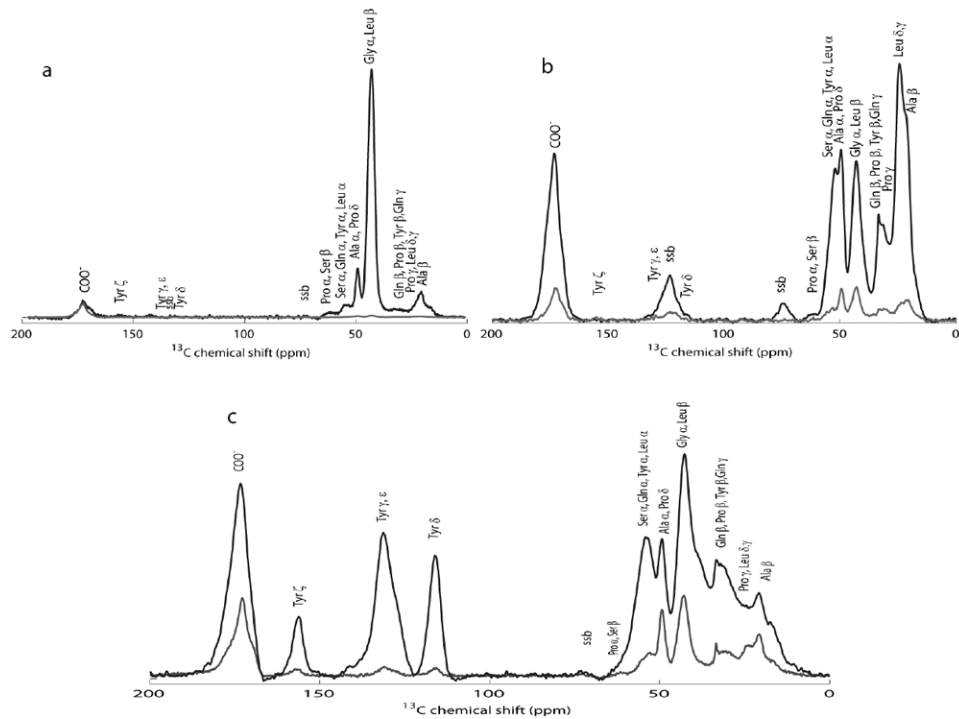 a
COO⁻
Tyr ζ
Tyr γ, ε
ssb
Tyr δ
ssb
Pro α, Ser β
Ser α, Gln α, Tyr α, Leu α
Ala α, Pro δ
Gly α, Leu β
Gln β, Pro β, Tyr β,Gln γ
Pro γ, Leu δ,γ
Ala β
200 150 100 50 0
¹³C chemical shift (ppm)
b
COO⁻
Tyr ζ
Tyr γ, ε
ssb
Tyr δ
ssb
Pro α, Ser β
Ser α, Gln α, Tyr α, Leu α
Ala α, Pro δ
Gly α, Leu β
Gln β, Pro β, Tyr β,Gln γ
Pro γ
Leu δ,γ
Ala β
200 150 100 50 0
¹³C chemical shift (ppm)
c
COO⁻
Tyr ζ
Tyr γ, ε
Tyr δ
ssb
Pro α, Ser β
Ser α, Gln α, Tyr α, Leu α
Ala α, Pro δ
Gly α, Leu β
Gln β, Pro β, Tyr β,Gln γ
Pro γ, Leu δ,γ
Ala β
200 150 100 50 0
¹³C chemical shift (ppm)